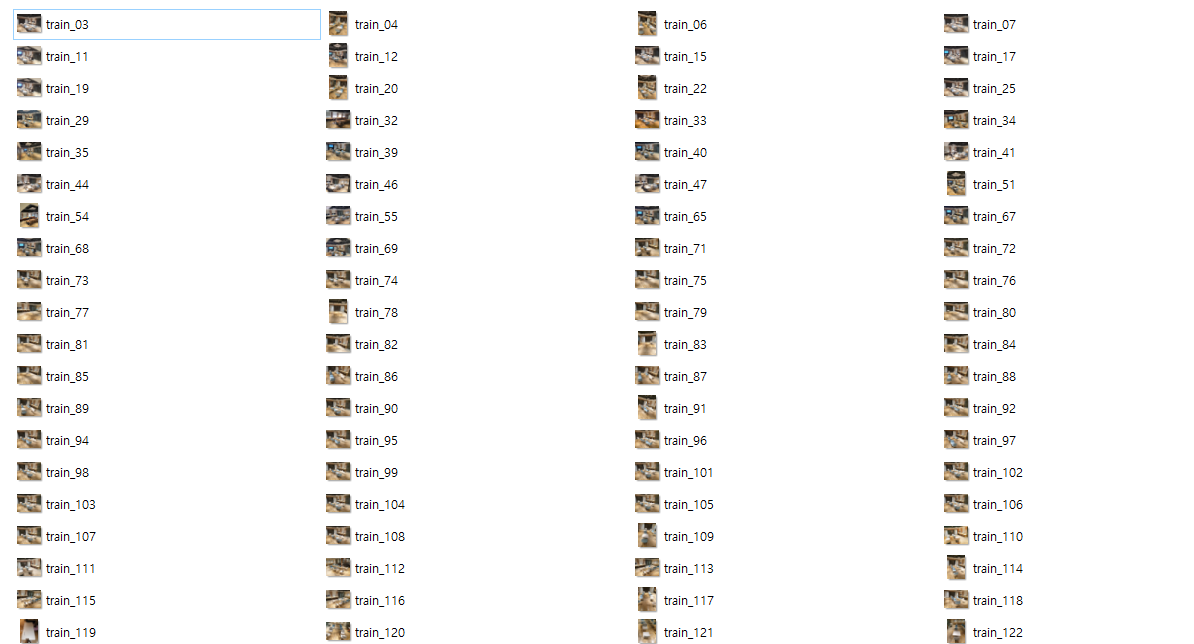 train_03 train_04 train_06 train_07
train_11 train_12 train_15 train_17
train_19 train_20 train_22 train_25
train_29 train_32 train_33 train_34
train_35 train_39 train_40 train_41
train_44 train_46 train_47 train_51
train_54 train_55 train_65 train_67
train_68 train_69 train_71 train_72
train_73 train_74 train_75 train_76
train_77 train_78 train_79 train_80
train_81 train_82 train_83 train_84
train_85 train_86 train_87 train_88
train_89 train_90 train_91 train_92
train_94 train_95 train_96 train_97
train_98 train_99 train_101 train_102
train_103 train_104 train_105 train_106
train_107 train_108 train_109 train_110
train_111 train_112 train_113 train_114
train_115 train_116 train_117 train_118
train_119 train_120 train_121 train_122